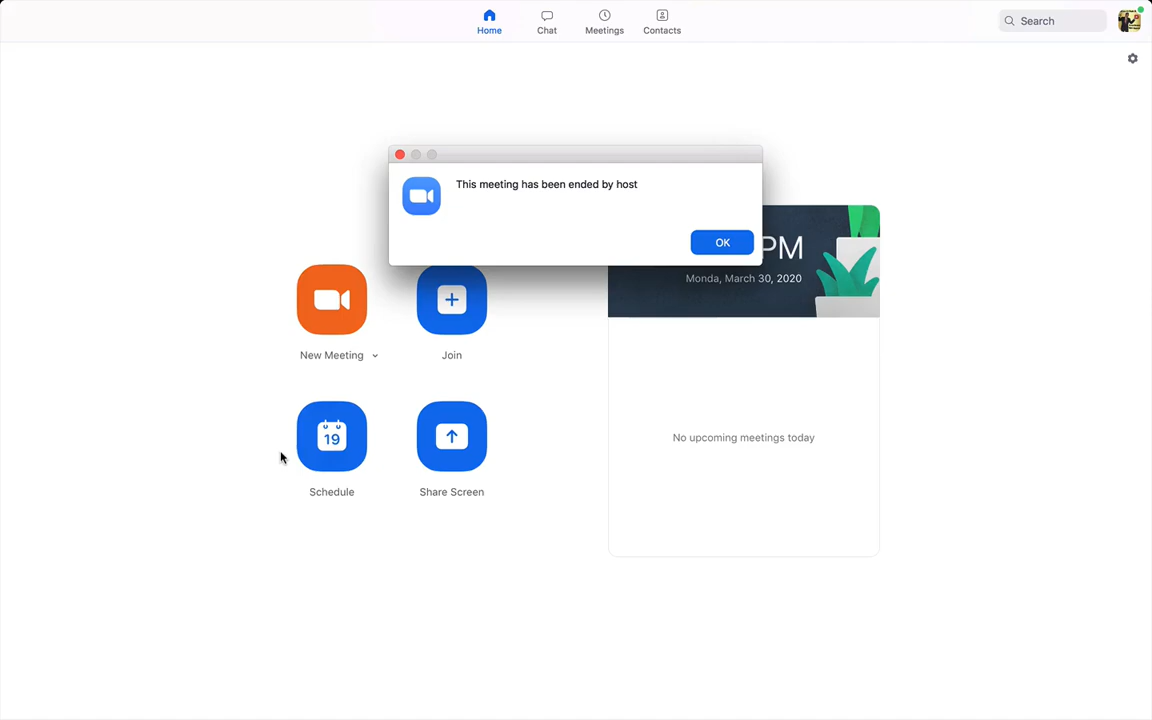 Home
Chat
Meetings
Contacts
Search
This meeting has been ended by host
OK
PM
Monda, March 30, 2020
New Meeting
Join
19
Schedule
Share Screen
No upcoming meetings today